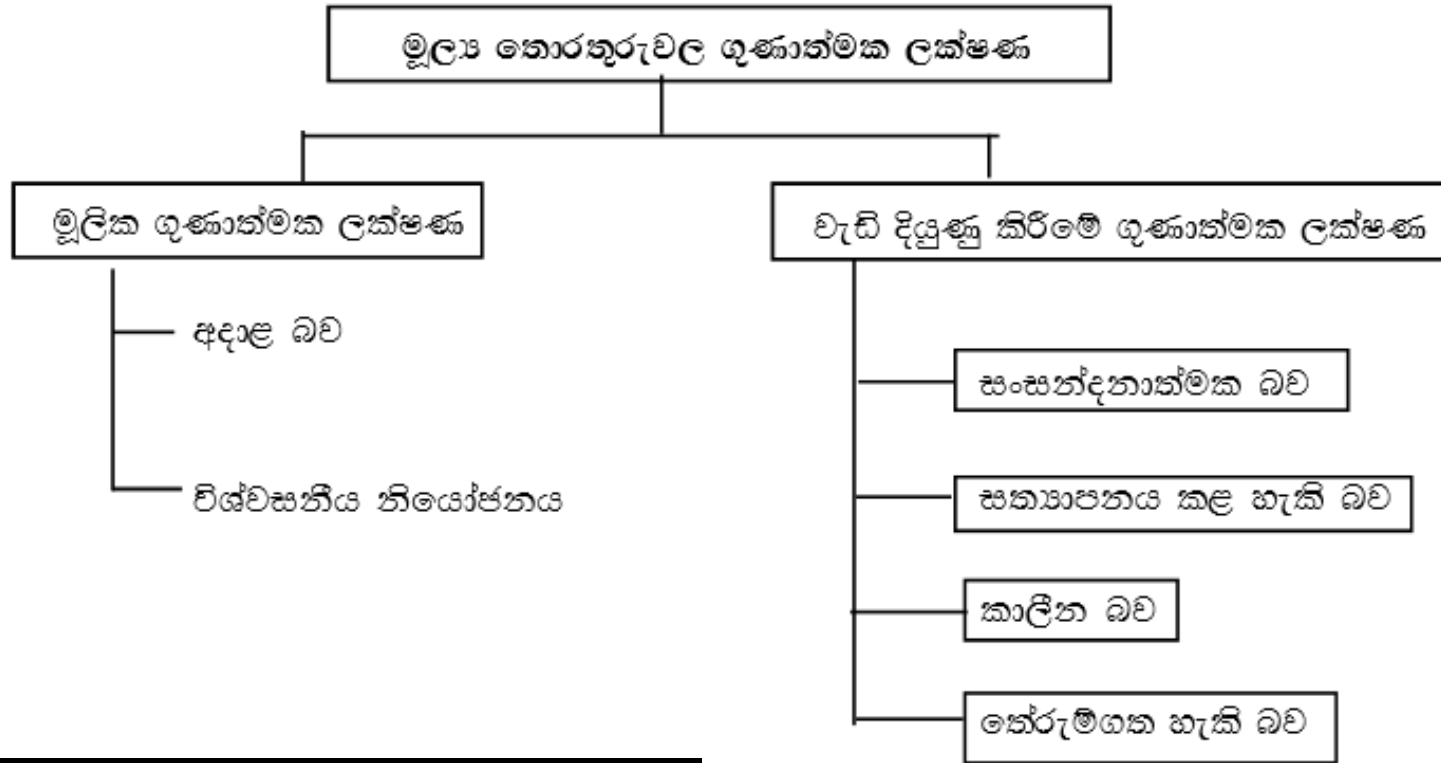 මූල්‍ය තොරතුරුවල ගුණාත්මක ලක්ෂණ
මූලික ගුණාත්මක ලක්ෂණ
අදාළ බව
විශ්වසනීය නියෝජනය
වැඩි දියුණු කිරීමේ ගුණාත්මක ලක්ෂණ
සංසන්දනාත්මක බව
සත්‍යාපනය කළ හැකි බව
කාලීන බව
තේරුම්ගත හැකි බව